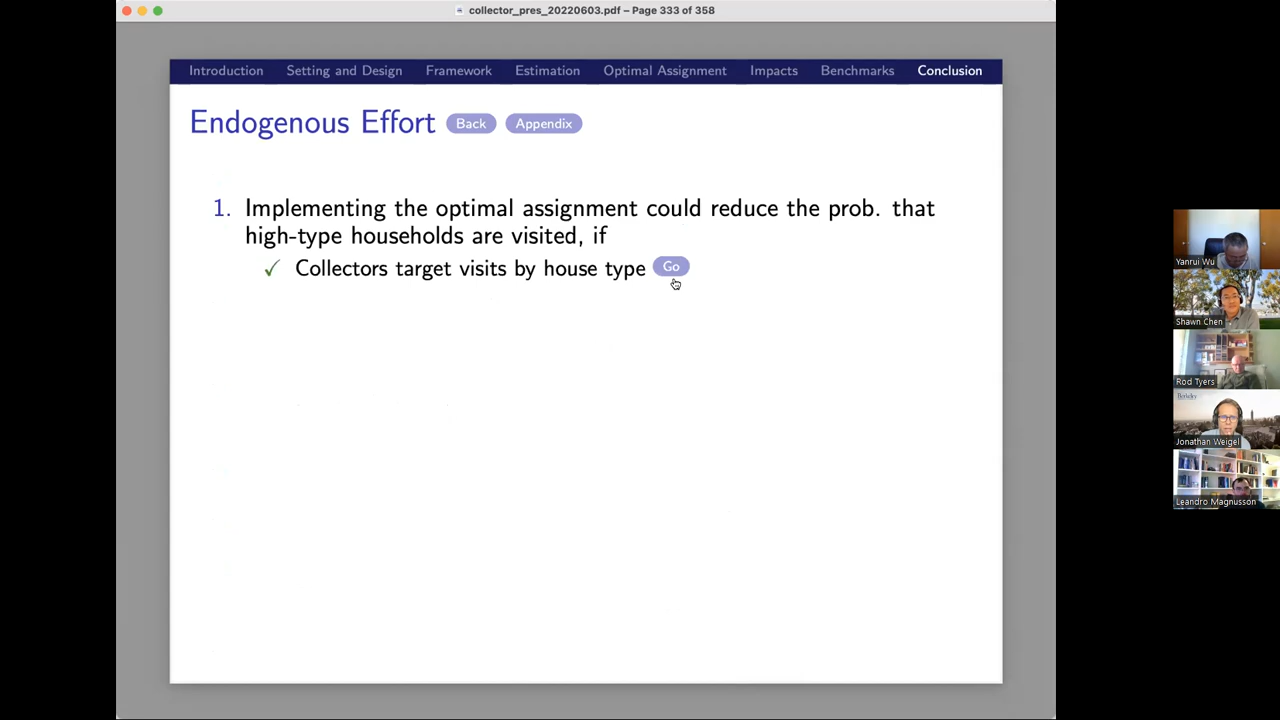 collector_pres_20220603.pdf – Page 333 of 358
Introduction Setting and Design Framework Estimation Optimal Assignment Impacts Benchmarks Conclusion
Endogenous Effort Back Appendix
1. Implementing the optimal assignment could reduce the prob. that
high-type households are visited, if
✓ Collectors target visits by house type Go
Yanrui Wu
Shawn Chen
Rod Tyers
Berkeley
Jonathan Weigel
Leandro Magnusson